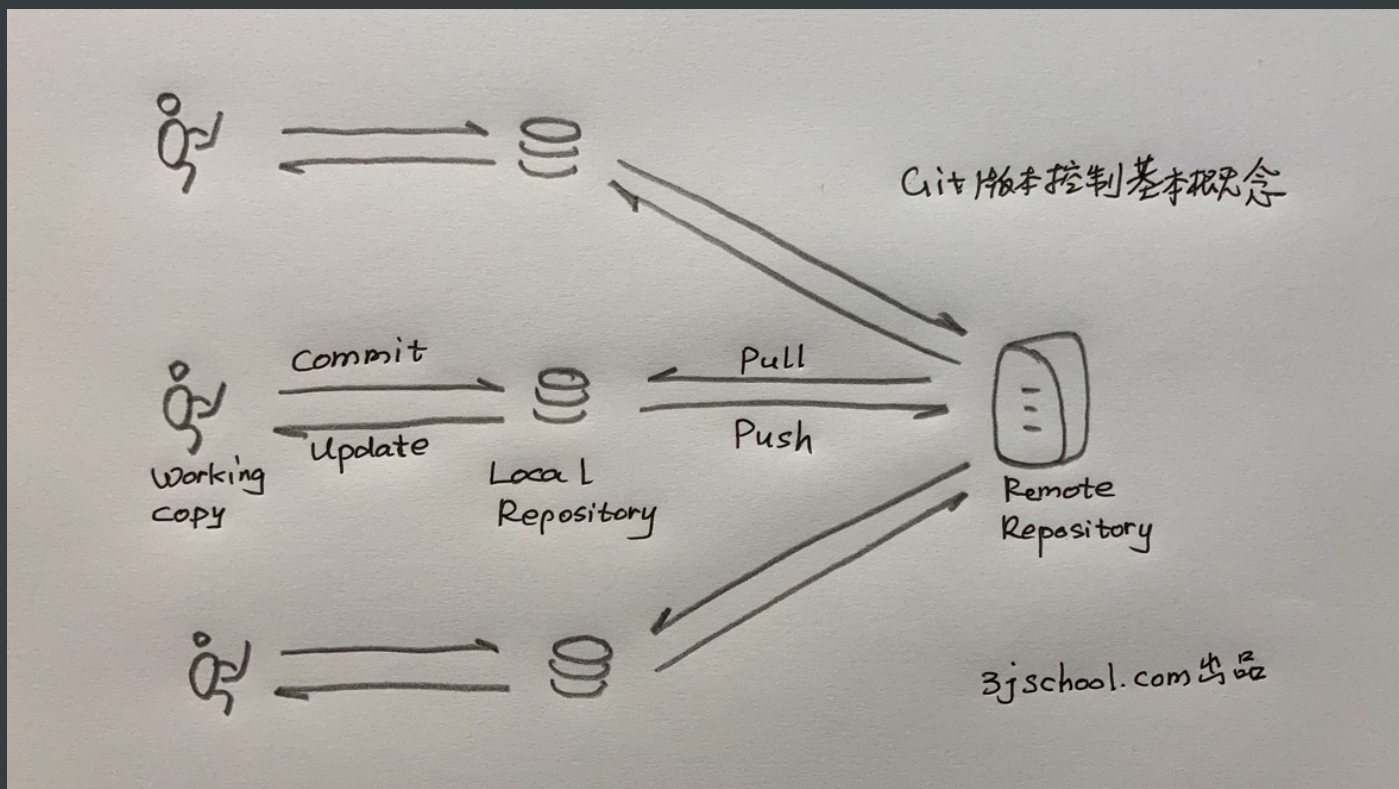 Git版本控制基本概念
Commit
Pull
Update
Push
Working
copy
Local
Repository
Remote
Repository
3jschool.com出品